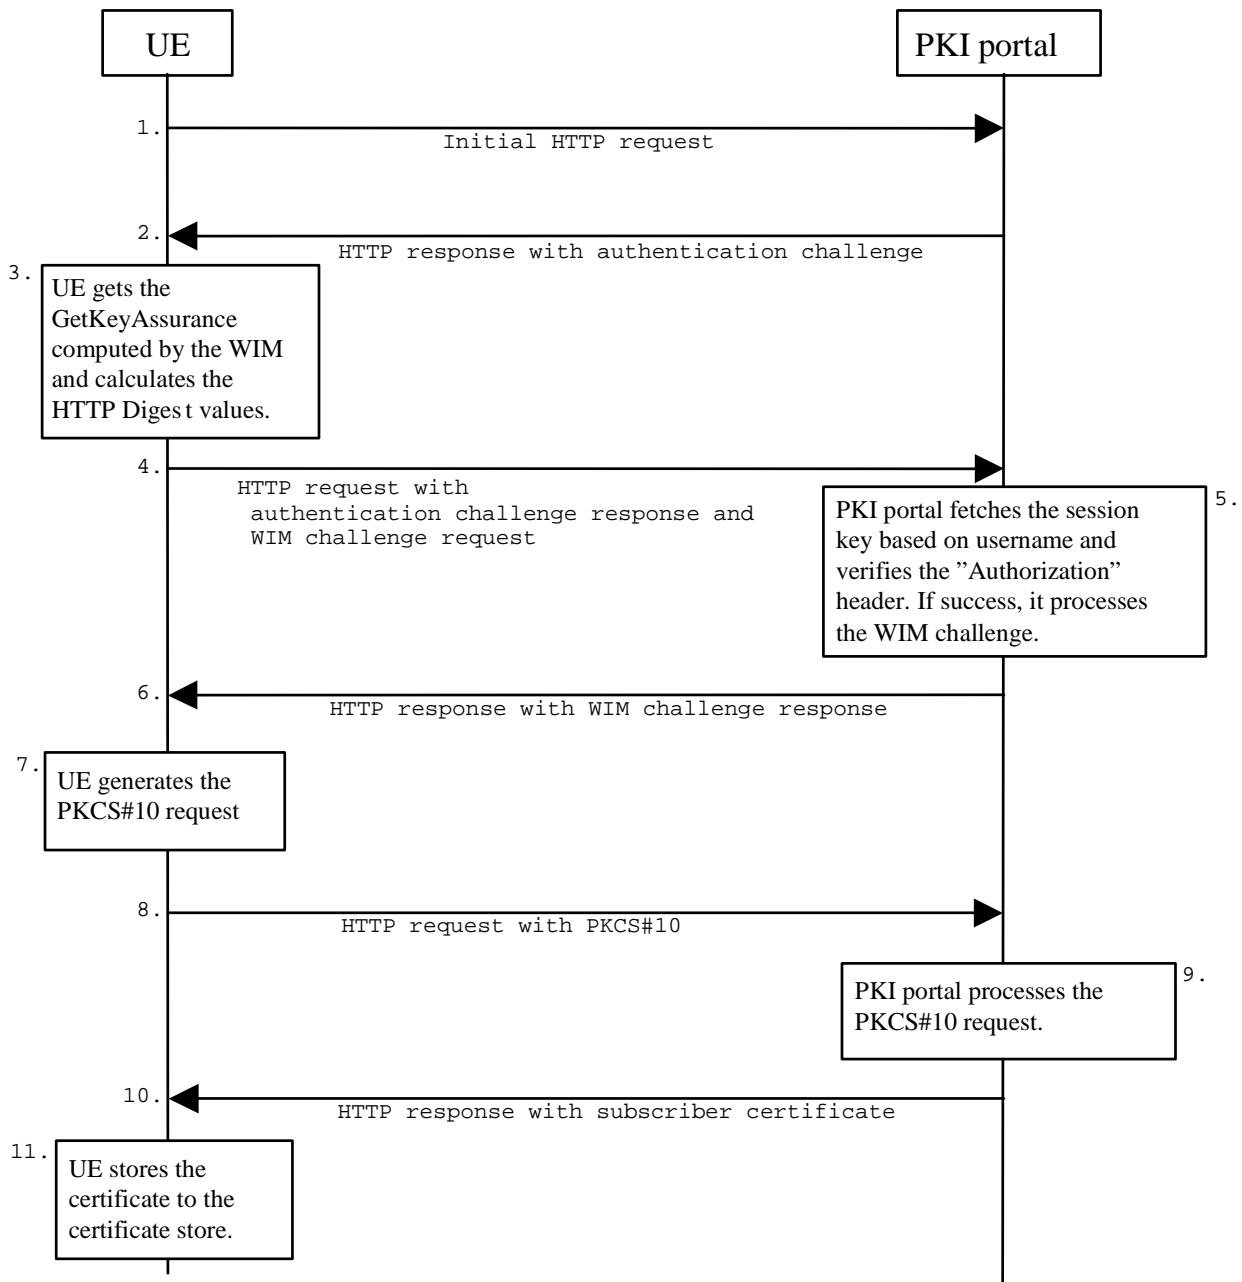 UE
PKI portal
1.
Initial HTTP request
2.
HTTP response with authentication challenge
3.
UE gets the
GetKeyAssurance
computed by the WIM
and calculates the
HTTP Digest values.
4.
HTTP request with
authentication challenge response and
WIM challenge request
5.
PKI portal fetches the session
key based on username and
verifies the ”Authorization”
header. If success, it processes
the WIM challenge.
6.
HTTP response with WIM challenge response
7.
UE generates the
PKCS#10 request
8.
HTTP request with PKCS#10
9.
PKI portal processes the
PKCS#10 request.
10.
HTTP response with subscriber certificate
11.
UE stores the
certificate to the
certificate store.